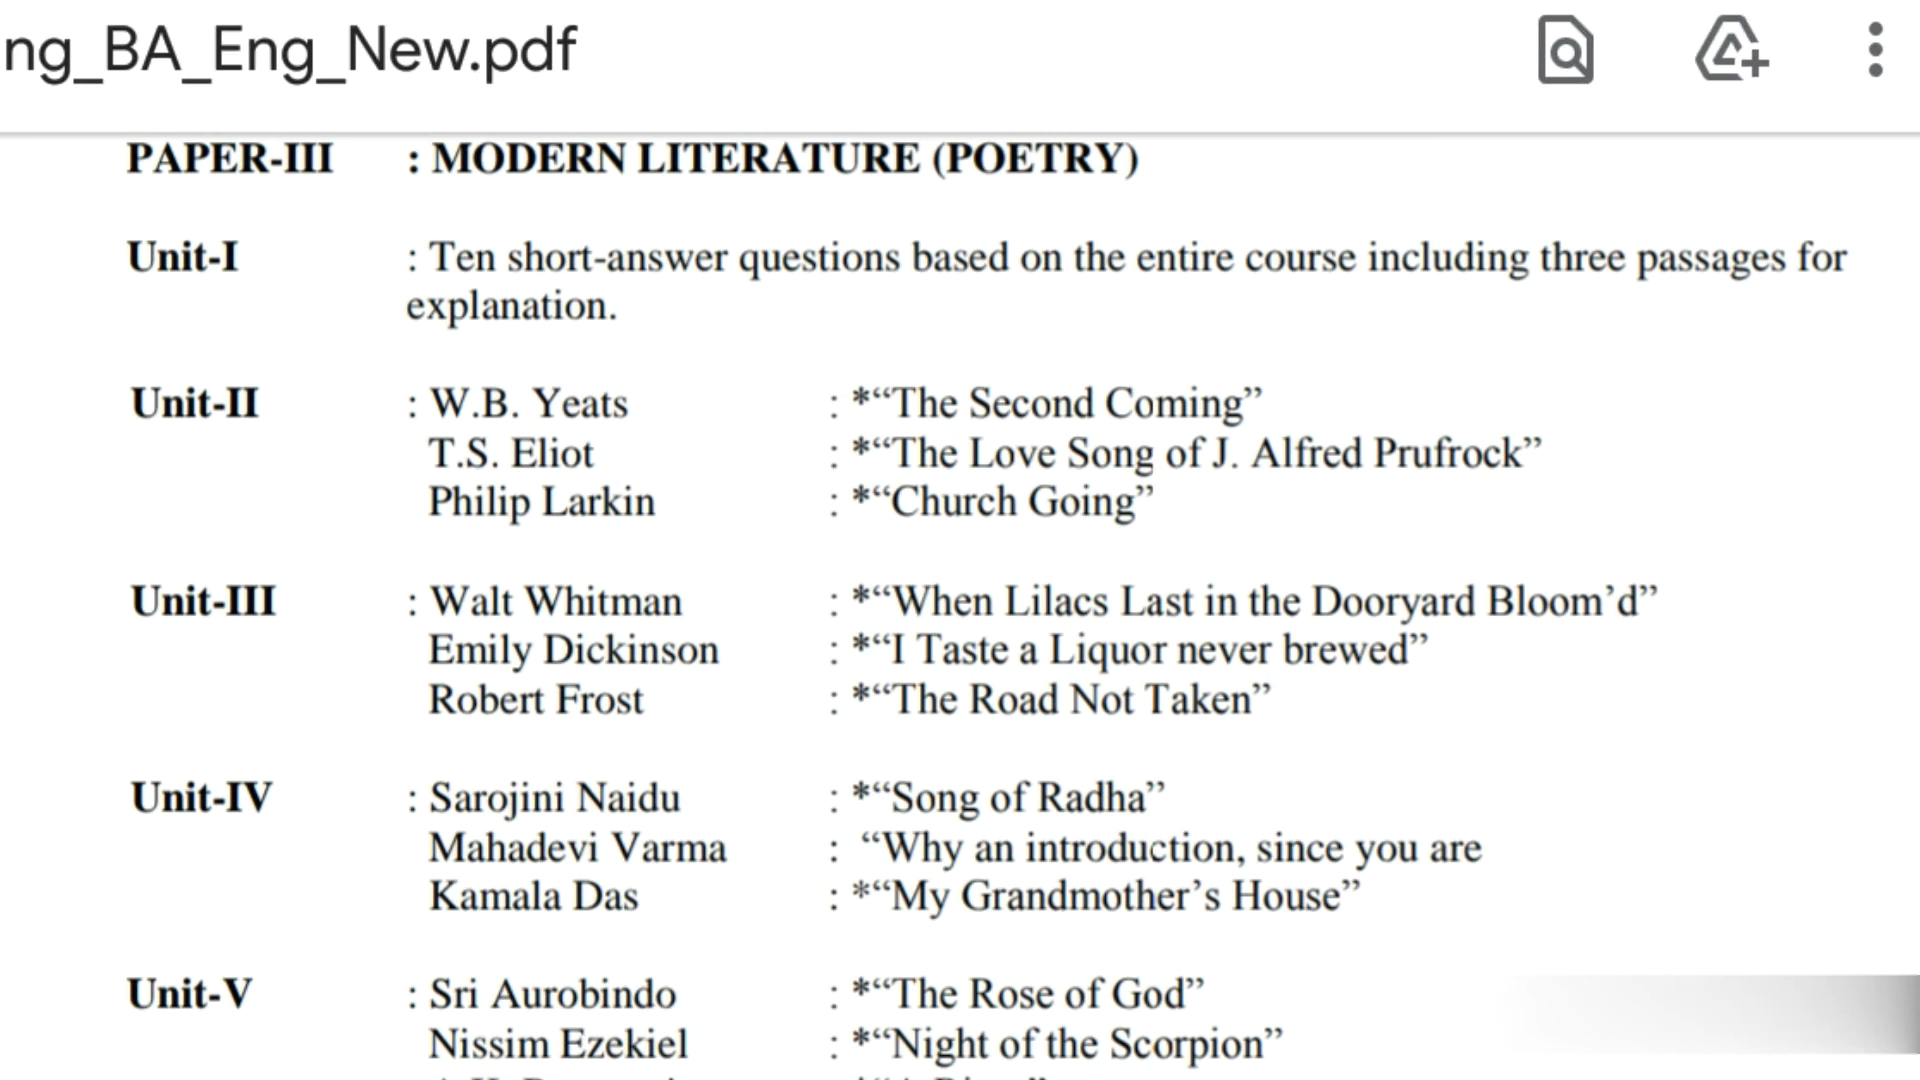 ng_BA_Eng_New.pdf
PAPER-III : MODERN LITERATURE (POETRY)
Unit-I : Ten short-answer questions based on the entire course including three passages for
explanation.
Unit-II : W.B. Yeats : *“The Second Coming”
T.S. Eliot : *“The Love Song of J. Alfred Prufrock”
Philip Larkin : *“Church Going”
Unit-III : Walt Whitman : *“When Lilacs Last in the Dooryard Bloom’d”
Emily Dickinson : *“I Taste a Liquor never brewed”
Robert Frost : *“The Road Not Taken”
Unit-IV : Sarojini Naidu : *“Song of Radha”
Mahadevi Varma : “Why an introduction, since you are
Kamala Das : *“My Grandmother’s House”
Unit-V : Sri Aurobindo : *“The Rose of God”
Nissim Ezekiel : *“Night of the Scorpion”